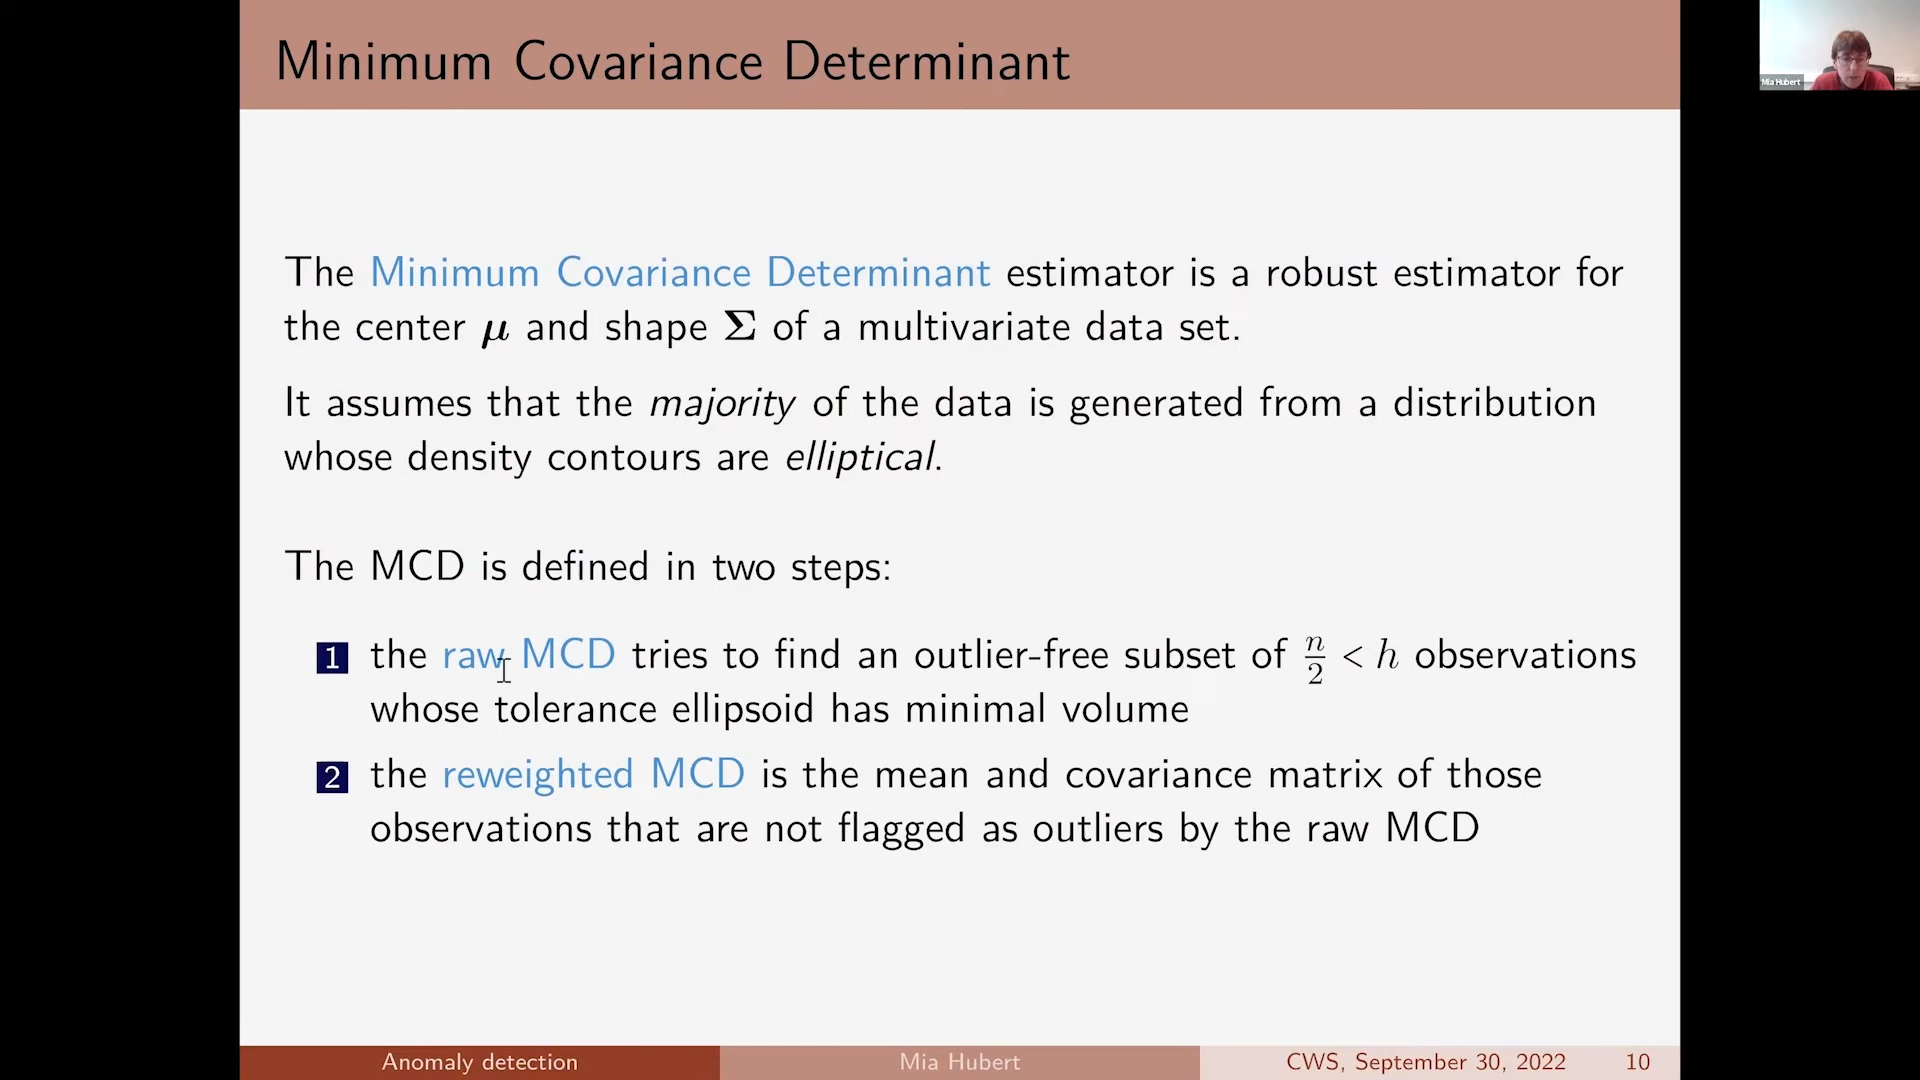 Minimum Covariance Determinant
Mia Hubert
The Minimum Covariance Determinant estimator is a robust estimator for
the center μ and shape Σ of a multivariate data set.
It assumes that the majority of the data is generated from a distribution
whose density contours are elliptical.
The MCD is defined in two steps:
1 the raw MCD tries to find an outlier-free subset of n/2 < h observations
whose tolerance ellipsoid has minimal volume
2 the reweighted MCD is the mean and covariance matrix of those
observations that are not flagged as outliers by the raw MCD
Anomaly detection Mia Hubert CWS, September 30, 2022 10